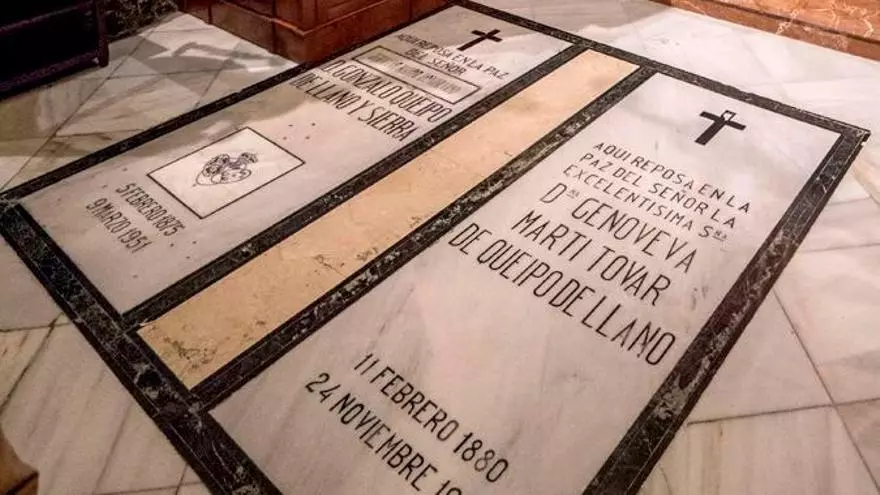 AQUI REPOSA EN LA PAZ
DEL SEÑOR
D. GONZALO QUEIPO
DE LLANO Y SIERRA
5 FEBRERO 1875
9 MARZO 1951
AQUI REPOSA EN LA
PAZ DEL SEÑOR LA
EXCELENTISIMA SRA
Dª GENOVEVA
MARTI TOVAR
DE QUEIPO DE LLANO
11 FEBRERO 1880
24 NOVIEMBRE